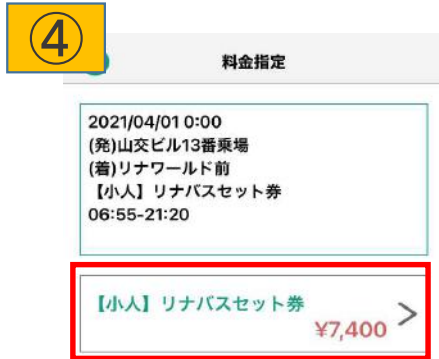 ④
料金指定
2021/04/01 0:00
(発)山交ビル13番乗場
(着)リナワールド前
【小人】リナバスセット券
06:55-21:20
【小人】リナバスセット券
¥7,400